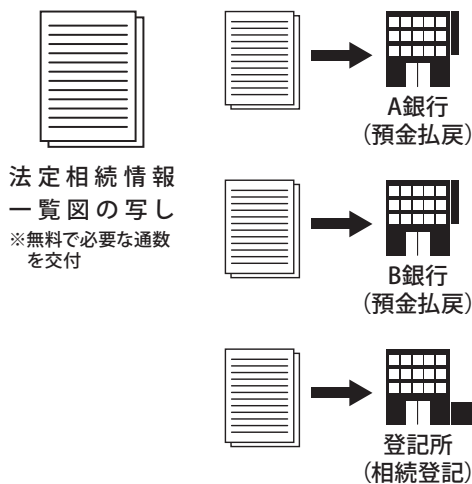 法定相続情報
一覧図の写し
※無料で必要な通数
を交付
A銀行
(預金払戻)
B銀行
(預金払戻)
登記所
(相続登記)